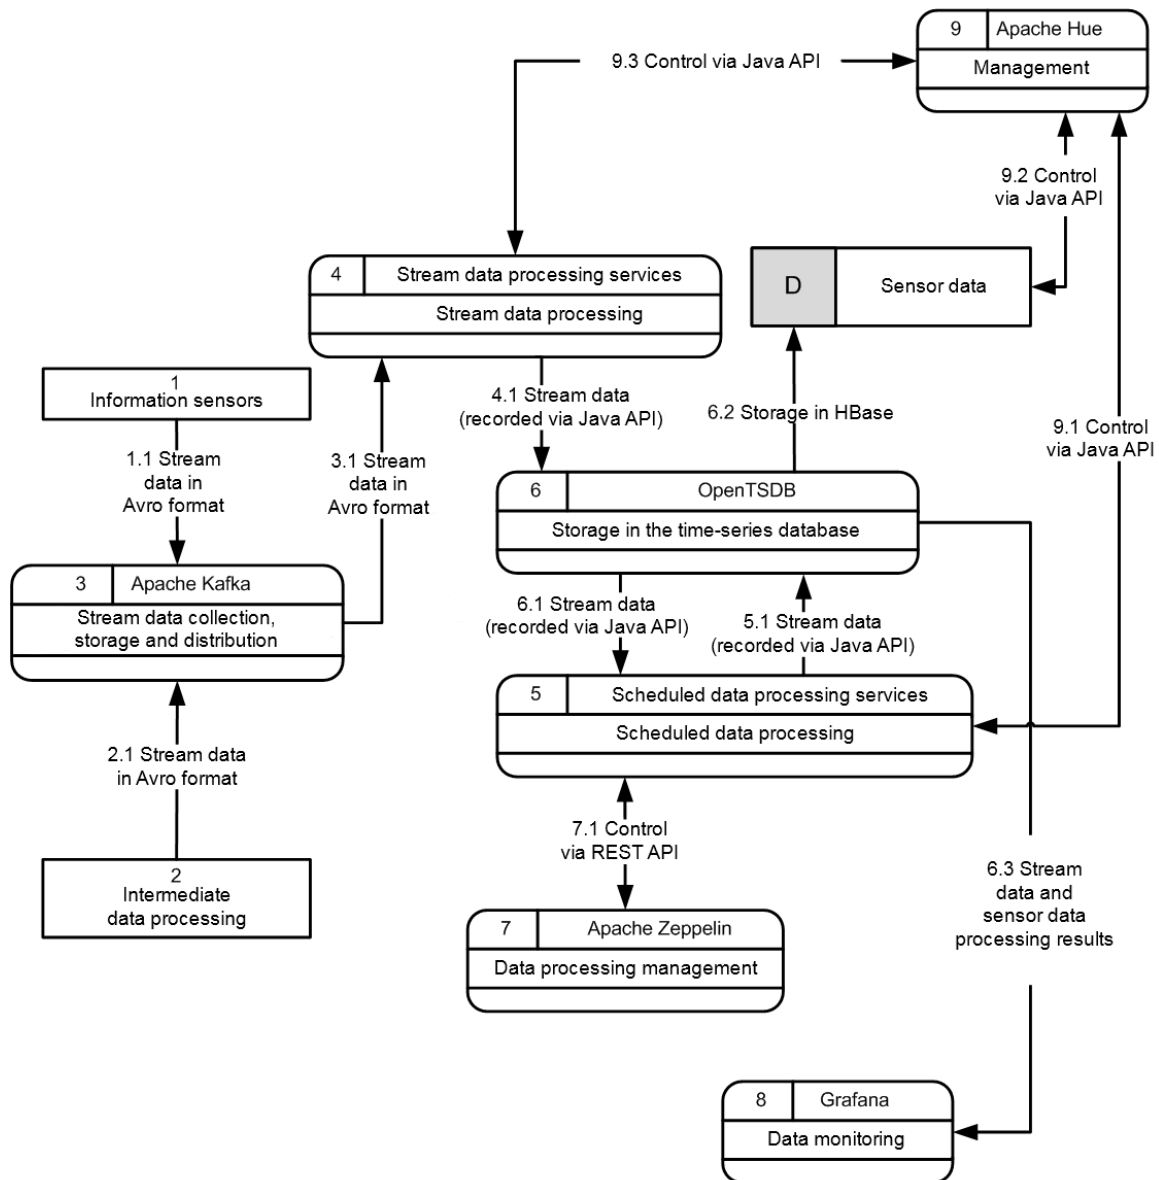 9 Apache Hue
Management
9.3 Control via Java API
9.2 Control
via Java API
4 Stream data processing services
Stream data processing
D Sensor data
1
Information sensors
4.1 Stream data
(recorded via Java API)
6.2 Storage in HBase
9.1 Control
via Java API
1.1 Stream
data in
Avro format
3.1 Stream
data in
Avro format
6 OpenTSDB
Storage in the time-series database
3 Apache Kafka
Stream data collection,
storage and distribution
6.1 Stream data
(recorded via Java API)
5.1 Stream data
(recorded via Java API)
5 Scheduled data processing services
Scheduled data processing
2.1 Stream data
in Avro format
7.1 Control
via REST API
2
Intermediate
data processing
6.3 Stream
data and
sensor data
processing results
7 Apache Zeppelin
Data processing management
8 Grafana
Data monitoring